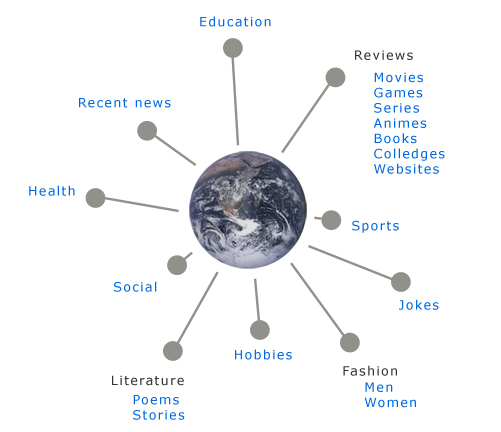 Education
Reviews
Movies
Games
Series
Animes
Books
Colledges
Websites
Recent news
Health
Sports
Social
Jokes
Hobbies
Literature
Poems
Stories
Fashion
Men
Women